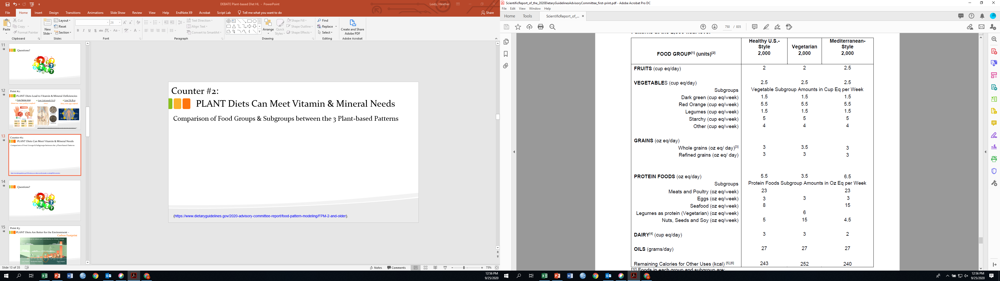 DEBATE Plant-based Diet HL - PowerPoint
Leidy, Heather
File Home Insert Design Transitions Animations Slide Show Review View Help EndNote X9 Acrobat Script Lab Tell me what you want to do
Share
Paste
Cut
Copy
Format Painter
Clipboard
New Slide
Layout
Reset
Section
Slides
26
Font
Text Direction
Align Text
Convert to SmartArt
Paragraph
Arrange
Quick Styles
Shape Fill
Shape Outline
Shape Effects
Drawing
Find
Replace
Select
Editing
Create and Share Adobe PDF
Adobe Acrobat
11
Questions?
12
Point #2:
PLANT Diets Lead to Vitamin & Mineral Deficiencies
Low heme-iron
Low Calcium & Vit D
Low Vit B-12
13
Counter #2:
PLANT Diets Can Meet Vitamin & Mineral Needs
Comparison of Food Groups & Subgroups between the 3 Plant-based Patterns
14
Questions?
15
Point #3:
PLANT Diets Are Better for the Environment –
Carbon Footprint
Counter #2:
PLANT Diets Can Meet Vitamin & Mineral Needs
Comparison of Food Groups & Subgroups between the 3 Plant-based Patterns
(https://www.dietaryguidelines.gov/2020-advisory-committee-report/food-pattern-modeling/FPM-2-and-older).
Slide 13 of 35
Notes
Comments
75%
12:56 PM
9/25/2020
ScientificReport_of_the_2020DietaryGuidelinesAdvisoryCommittee_first-print.pdf - Adobe Acrobat Pro DC
File Edit View Window Help
Home Tools ScientificReport_of_...
750 / 835
FOOD GROUP[1] (units)[2]
Healthy U.S.-Style 2,000
Vegetarian 2,000
Mediterranean-Style 2,000
FRUITS (cup eq/day) 2 2 2.5
VEGETABLES (cup eq/day) 2.5 2.5 2.5
Subgroups Vegetable Subgroup Amounts in Cup Eq per Week
Dark green (cup eq/week) 1.5 1.5 1.5
Red Orange (cup eq/week) 5.5 5.5 5.5
Legumes (cup eq/week) 1.5 1.5 1.5
Starchy (cup eq/week) 5 5 5
Other (cup eq/week) 4 4 4
GRAINS (oz eq/day)
Whole grains (oz eq/ day)[3] 3 3.5 3
Refined grains (oz eq/ day) 3 3 3
PROTEIN FOODS (oz eq/day) 5.5 3.5 6.5
Subgroups Protein Foods Subgroup Amounts in Oz Eq per Week
Meats and Poultry (oz eq/week) 23 23
Eggs (oz eq/week) 3 3 3
Seafood (oz eq/week) 8 15
Legumes as protein (Vegetarian) (oz eq/week) 6
Nuts, Seeds and Soy (oz eq/week) 5 15 4.5
DAIRY[4] (cup eq/day) 3 3 2
OILS (grams/day) 27 27 27
Remaining Calories for Other Uses (kcal) [5],[6] 243 252 240
[1] Foods in each group and subgroup are:
12:56 PM
9/25/2020